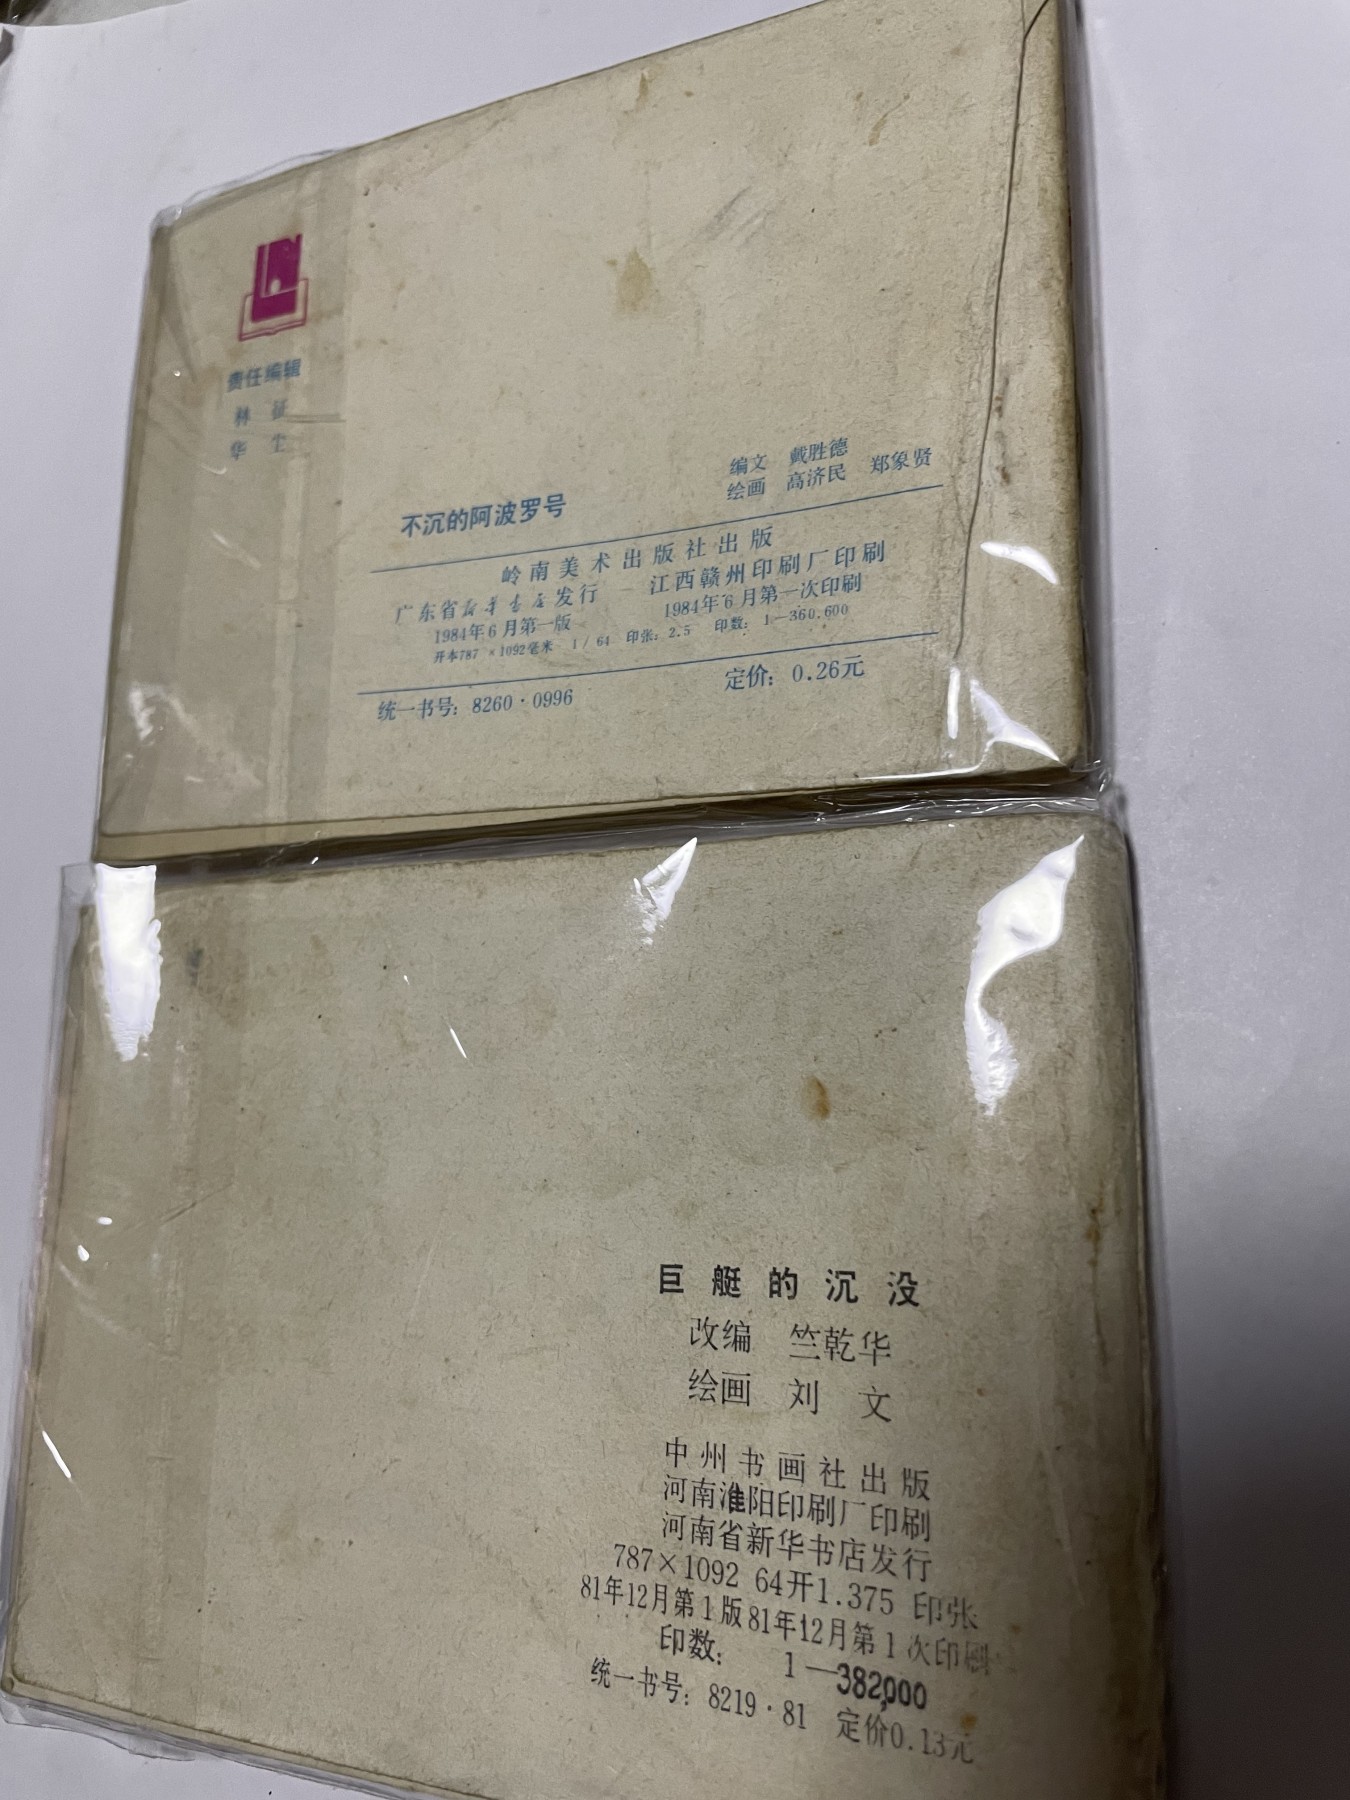 责任编辑
林 征
华 尘
编文 戴胜德
绘画 高济民 郑象贤
不沉的阿波罗号
岭南美术出版社出版
广东省新华书店发行 江西赣州印刷厂印刷
1984年6月第一版 1984年6月第一次印刷
开本787×1092毫米 1/64 印张：2.5 印数：1—360.600
统一书号：8260·0996 定价：0.26元
巨艇的沉没
改编 竺乾华
绘画 刘 文
中州书画社出版
河南淮阳印刷厂印刷
河南省新华书店发行
787×1092 64开1.375 印张
81年12月第1版81年12月第1次印刷
印数： 1—382,000
统一书号：8219·81 定价0.13元